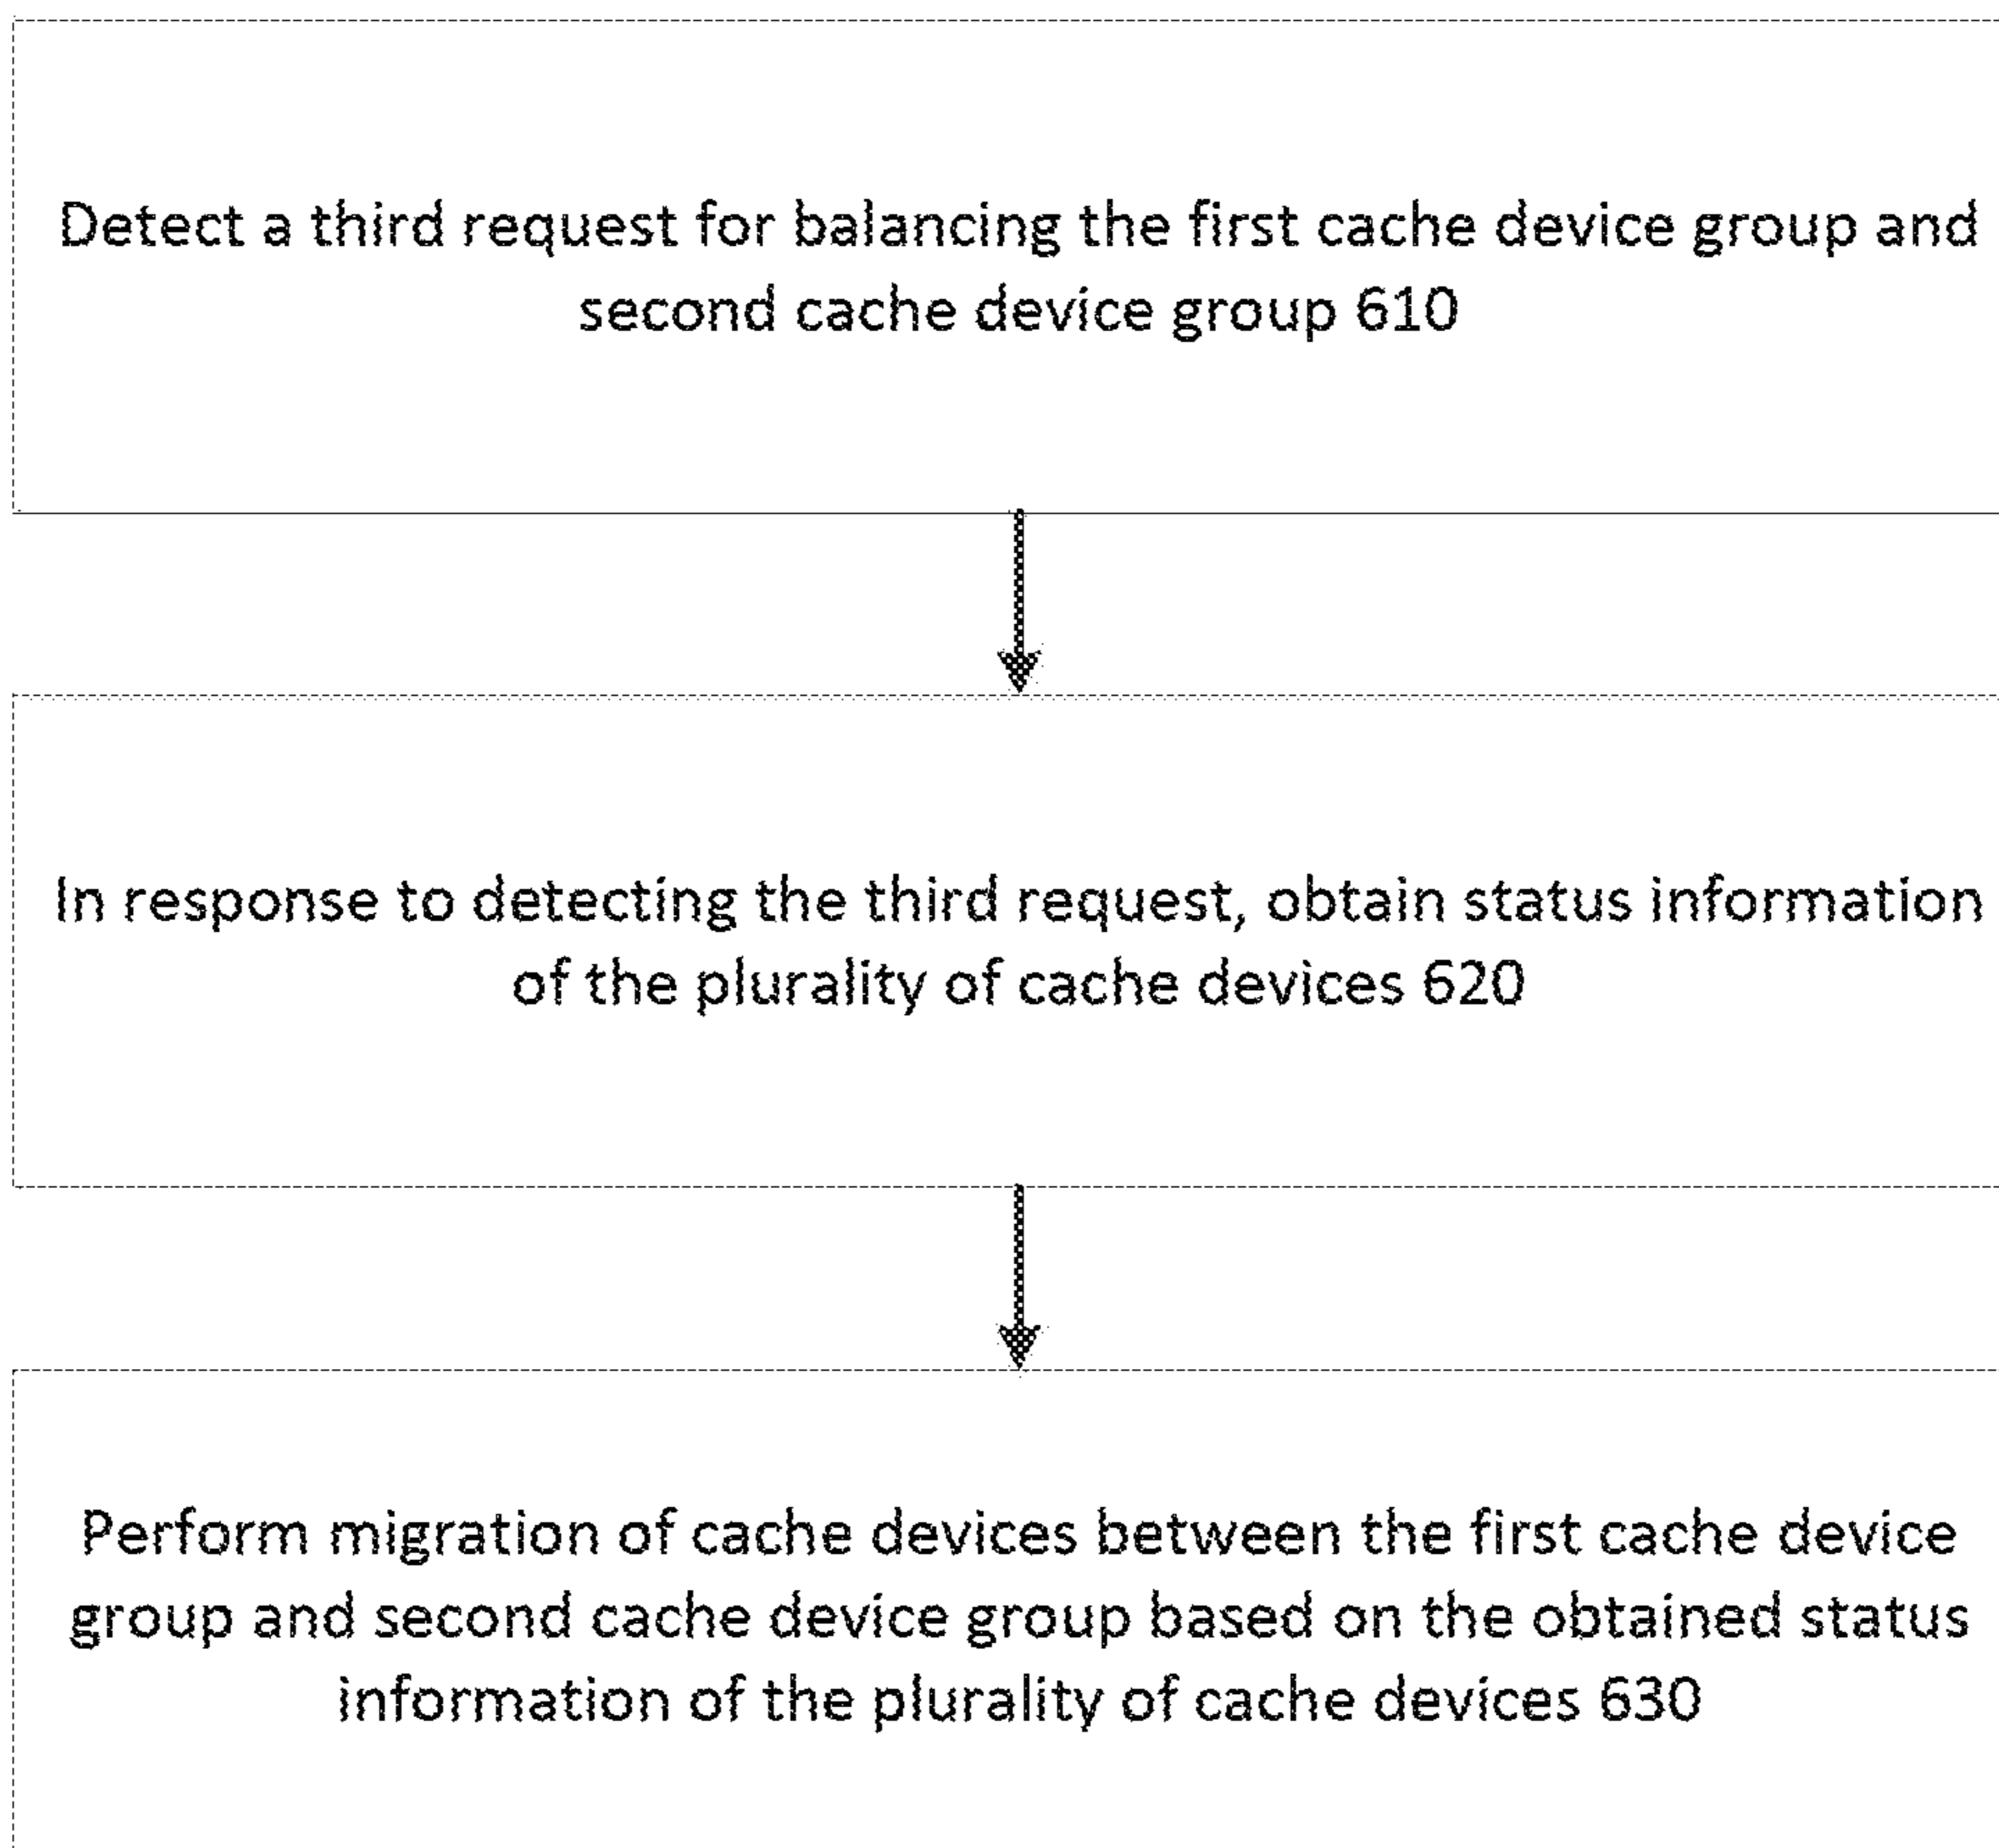 Detect a third request for balancing the first cache device group and
second cache device group 610
In response to detecting the third request, obtain status information
of the plurality of cache devices 620
Perform migration of cache devices between the first cache device
group and second cache device group based on the obtained status
information of the plurality of cache devices 630